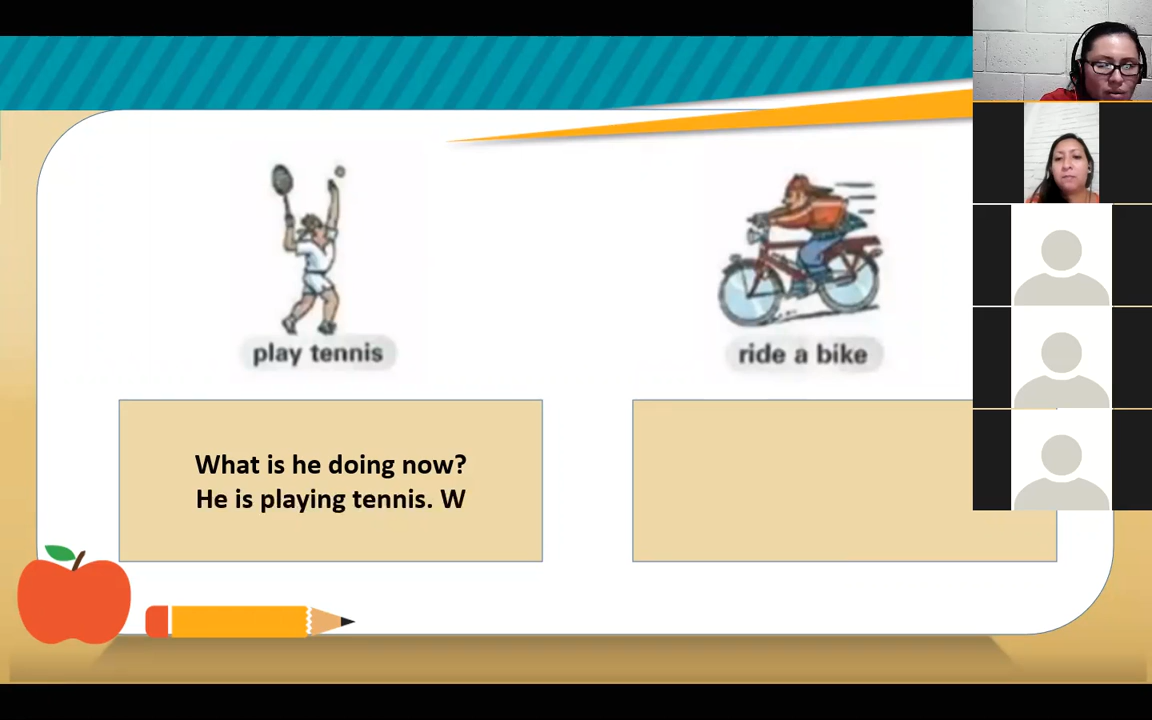 play tennis
ride a bike
What is he doing now?
He is playing tennis. W